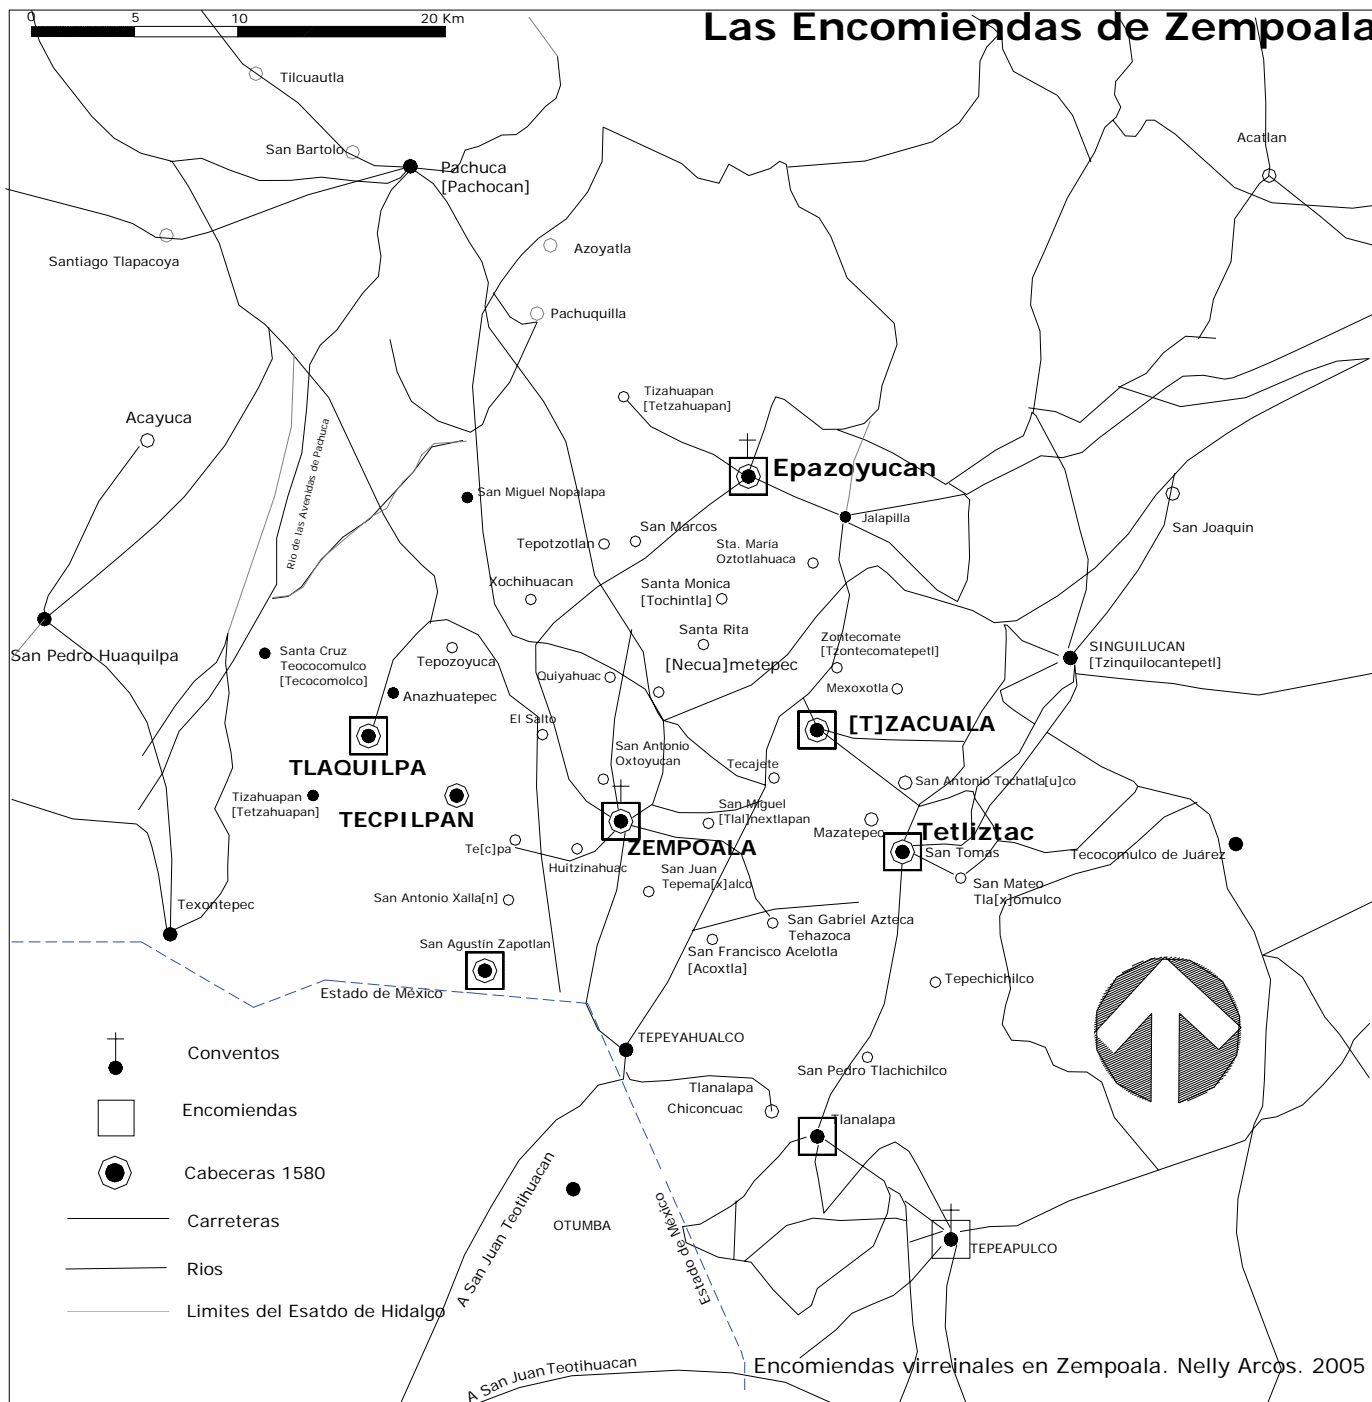 0 5 10 20 Km
Las Encomiendas de Zempoala
Tilcuautla
Acatlan
San Bartolo
Pachuca
[Pachocan]
Azoyatla
Santiago Tlapacoya
Pachuquilla
Tizahuapan
[Tetzahuapan]
Acayuca
Rio de las Avenidas de Pachuca
Epazoyucan
San Miguel Nopalapa
Jalapilla
San Joaquin
San Marcos
Tepotzotlan
Sta. María
Oztotlahuaca
Xochihuacan
Santa Monica
[Tochintla]
Santa Rita
Zontecomate
[Tzontecomatepetl]
SINGUILUCAN
[Tzinquilocantepetl]
San Pedro Huaquilpa
Santa Cruz
Teococomulco
[Tecocomolco]
Tepozoyuca
[Necua]metepec
Quiyahuac
Mexoxotla
Anazhuatepec
El Salto
[T]ZACUALA
San Antonio
Oxtoyucan
TLAQUILPA
Tecajete
San Antonio Tochatla[u]co
Tizahuapan
[Tetzahuapan]
TECPILPAN
San Miguel
[Tlal]nextlapan
Mazatepec
Tetliztac
San Tomas
Te[c]pa
ZEMPOALA
Tecocomulco de Juárez
Huitzinahuac
San Juan
Tepema[x]alco
San Mateo
Tla[x]omulco
Texontepec
San Antonio Xalla[n]
San Gabriel Azteca
Tehazoca
San Agustín Zapotlan
San Francisco Acelotla
[Acoxtla]
Tepechichilco
Estado de México
TEPEYAHUALCO
San Pedro Tlachichilco
Tlanalapa
Chiconcuac
Tlanalapa
Conventos
Encomiendas
Cabeceras 1580
Carreteras
Rios
Limites del Esatdo de Hidalgo
A San Juan Teotihuacan
OTUMBA
Estado de México
TEPEAPULCO
A San Juan Teotihuacan
Encomiendas virreinales en Zempoala. Nelly Arcos. 2005